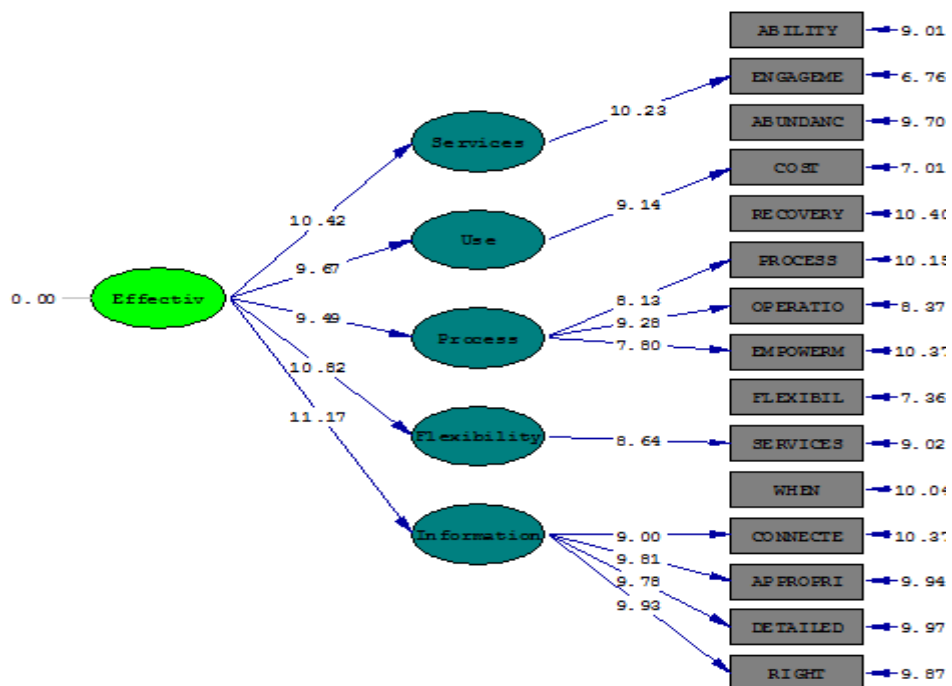 ABILITY 9.01
ENGAGEME 6.76
10.23
ABUNDANC 9.70
Services
COST 7.01
9.14
10.42
RECOVERY 10.40
Use
PROCESS 10.15
9.67
0.00 Effectiv
8.13
OPERATIO 8.37
9.49
9.28
Process
7.80
EMPOWERM 10.37
10.82
FLEXIBIL 7.36
11.17
Flexibility
8.64
SERVICES 9.02
WHEN 10.04
Information
9.00
CONNECTE 10.37
9.81
APPROPRI 9.94
9.78
9.93
DETAILED 9.97
RIGHT 9.87